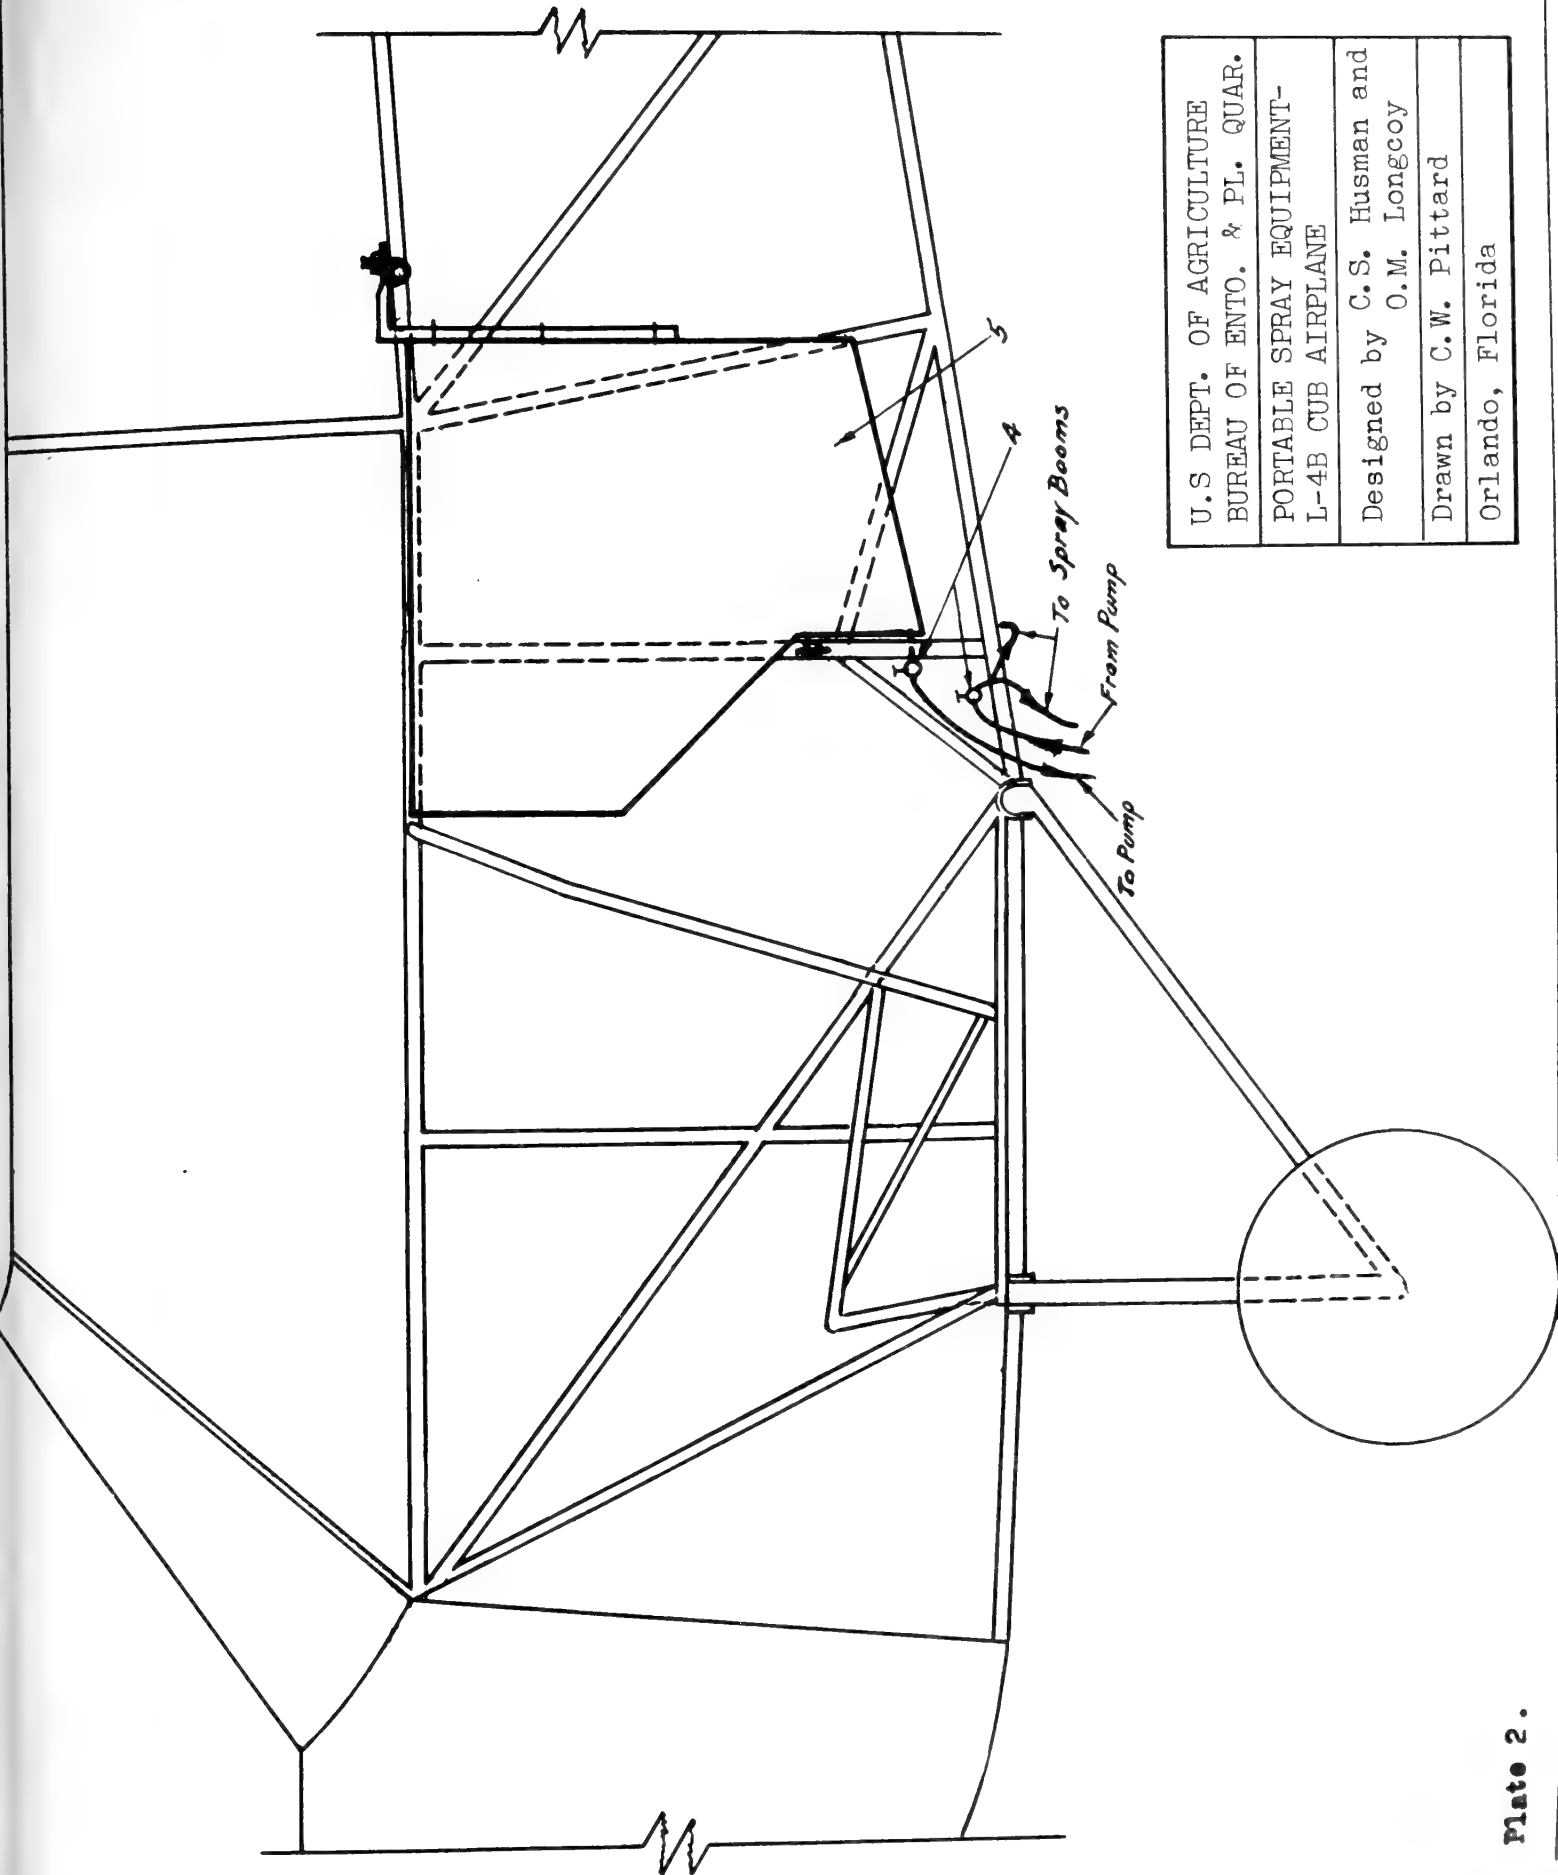 5
4
To Spray Booms
From Pump
To Pump
U.S DEPT. OF AGRICULTURE
BUREAU OF ENTO. & PL. QUAR.
PORTABLE SPRAY EQUIPMENT-
L-4B CUB AIRPLANE
Designed by C.S. Husman and
O.M. Longcoy
Drawn by C.W. Pittard
Orlando, Florida
Plate 2.